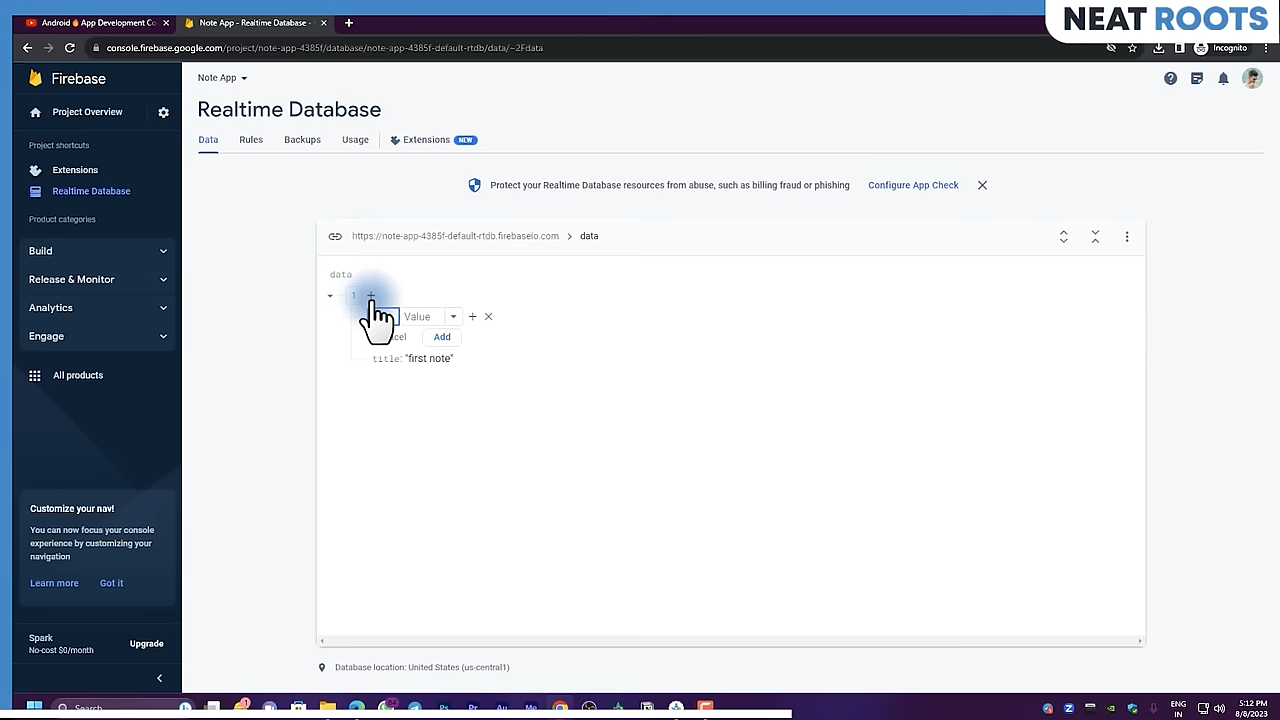 NEAT ROOTS
Android 🔥 App Development Co
Note App - Realtime Database -
console.firebase.google.com/project/note-app-4385f/database/note-app-4385f-default-rtdb/data/~2Fdata
Incognito
Firebase
Note App
Project Overview
Realtime Database
Data Rules Backups Usage Extensions NEW
Project shortcuts
Extensions
Realtime Database
Protect your Realtime Database resources from abuse, such as billing fraud or phishing Configure App Check
Product categories
Build
Release & Monitor
Analytics
Engage
All products
https://note-app-4385f-default-rtdb.firebaseio.com > data
data
1
Value
Add
title: "first note"
Customize your nav!
You can now focus your console
experience by customizing your
navigation
Learn more Got it
Spark
No-cost $0/month
Upgrade
Database location: United States (us-central1)
Search
Ps Pr Au Me
ENG
IN
5:12 PM
8/8/2023